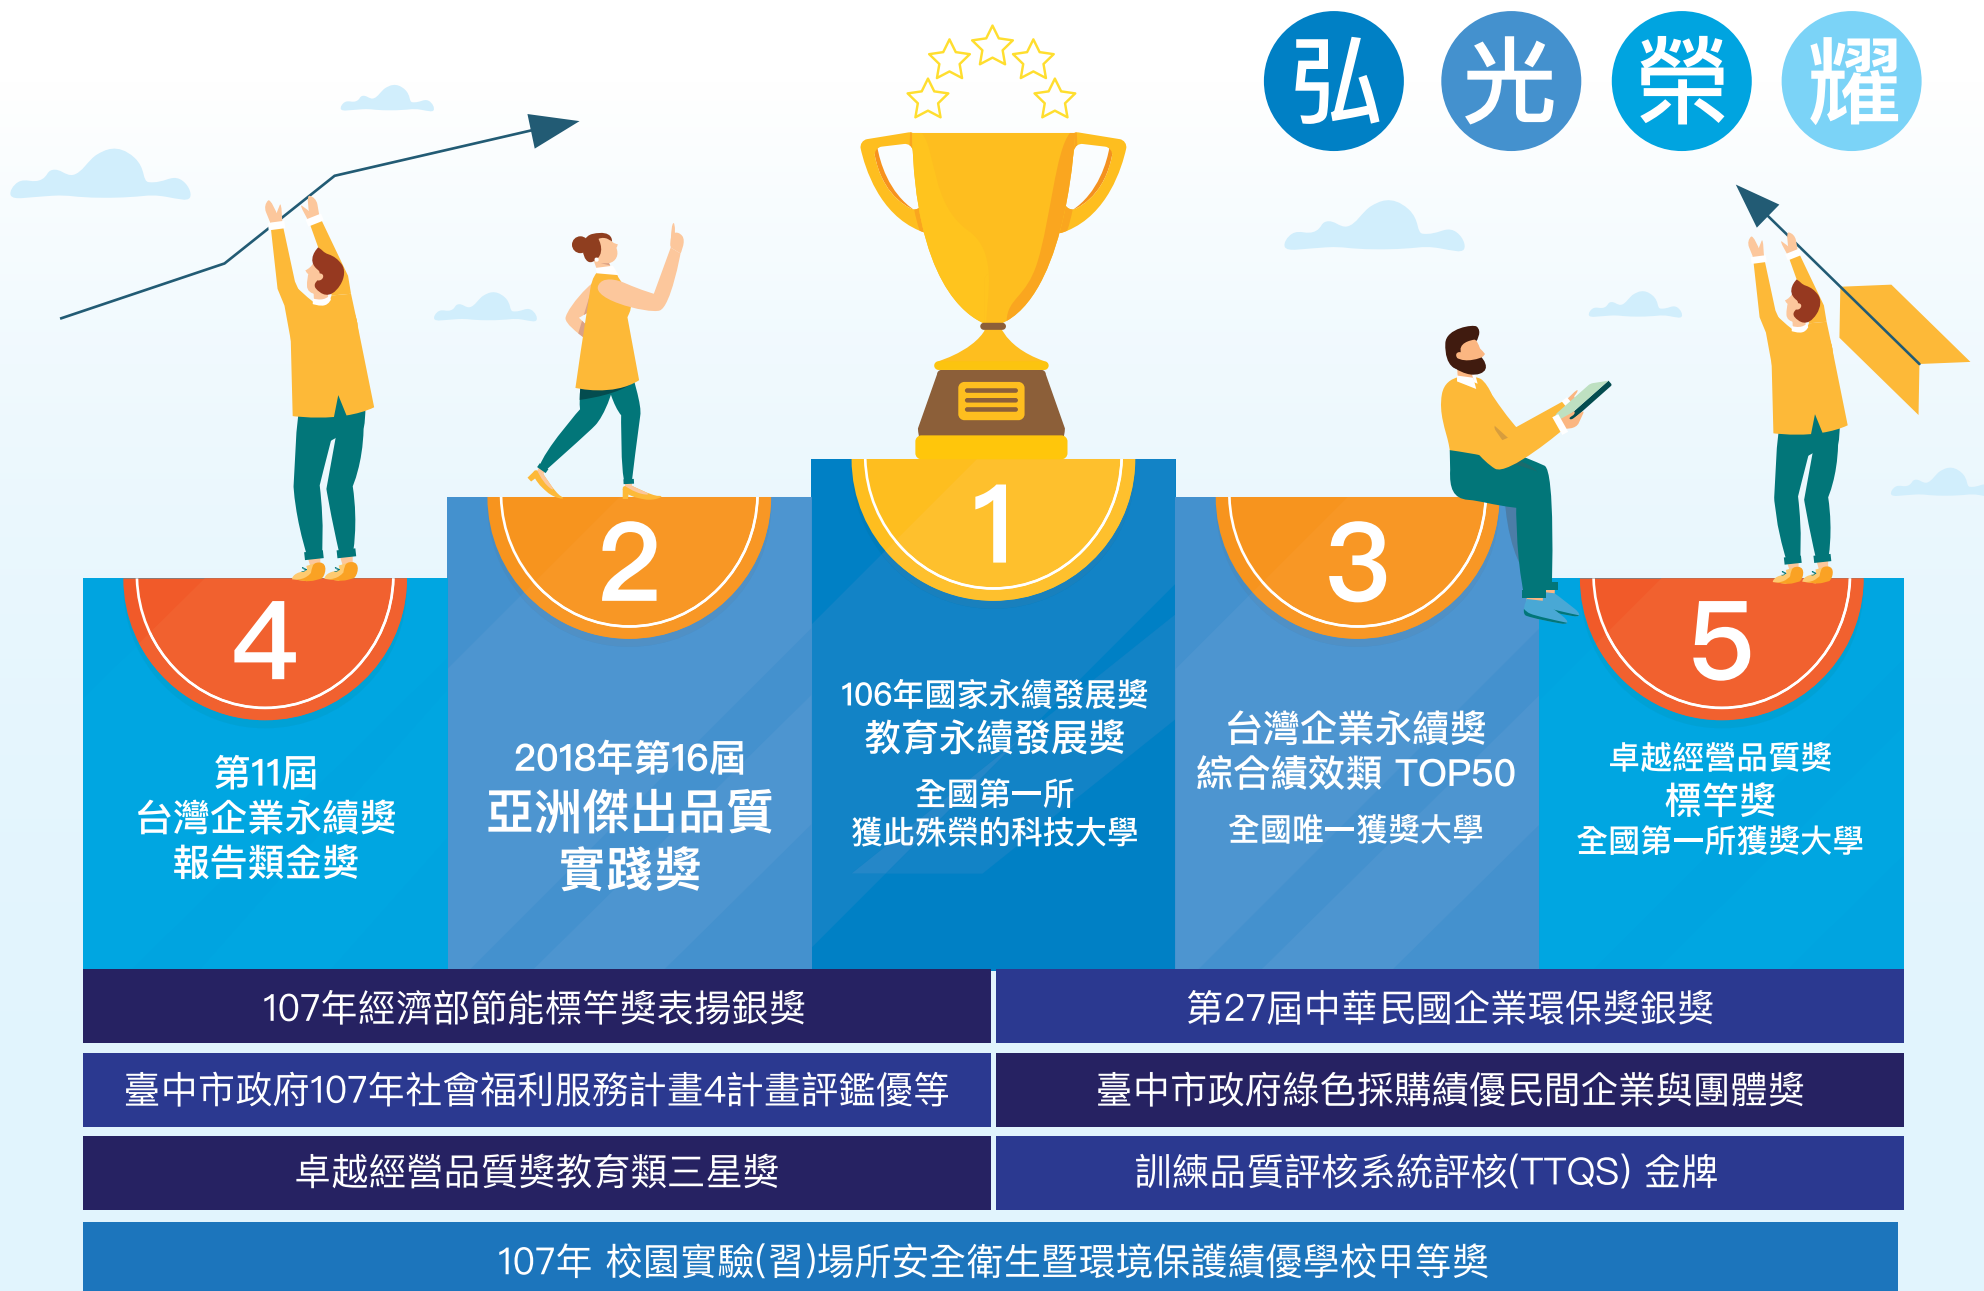 弘光榮耀
1
106年國家永續發展獎
教育永續發展獎
全國第一所
獲此殊榮的科技大學
2
2018年第16屆
亞洲傑出品質
實踐獎
3
台灣企業永續獎
綜合績效類 TOP50
全國唯一獲獎大學
4
第11屆
台灣企業永續獎
報告類金獎
5
卓越經營品質獎
標竿獎
全國第一所獲獎大學
107年經濟部節能標竿獎表揚銀獎
第27屆中華民國企業環保獎銀獎
臺中市政府107年社會福利服務計畫4計畫評鑑優等
臺中市政府綠色採購績優民間企業與團體獎
卓越經營品質獎教育類三星獎
訓練品質評核系統評核(TTQS) 金牌
107年 校園實驗(習)場所安全衛生暨環境保護績優學校甲等獎